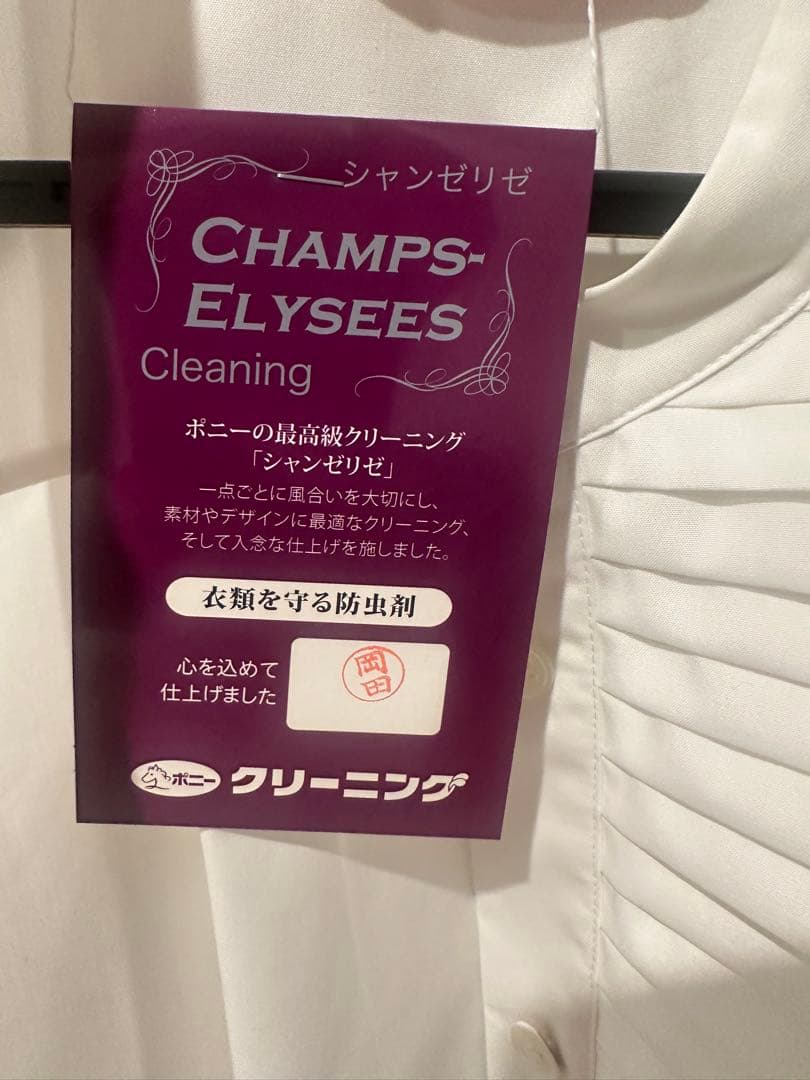 シャンゼリゼ
CHAMPS-
ELYSEES
Cleaning
ポニーの最高級クリーニング
「シャンゼリゼ」
一点ごとに風合いを大切にし、
素材やデザインに最適なクリーニング、
そして入念な仕上げを施しました。
衣類を守る防虫剤
心を込めて
仕上げました
岡田
ポニー クリーニング